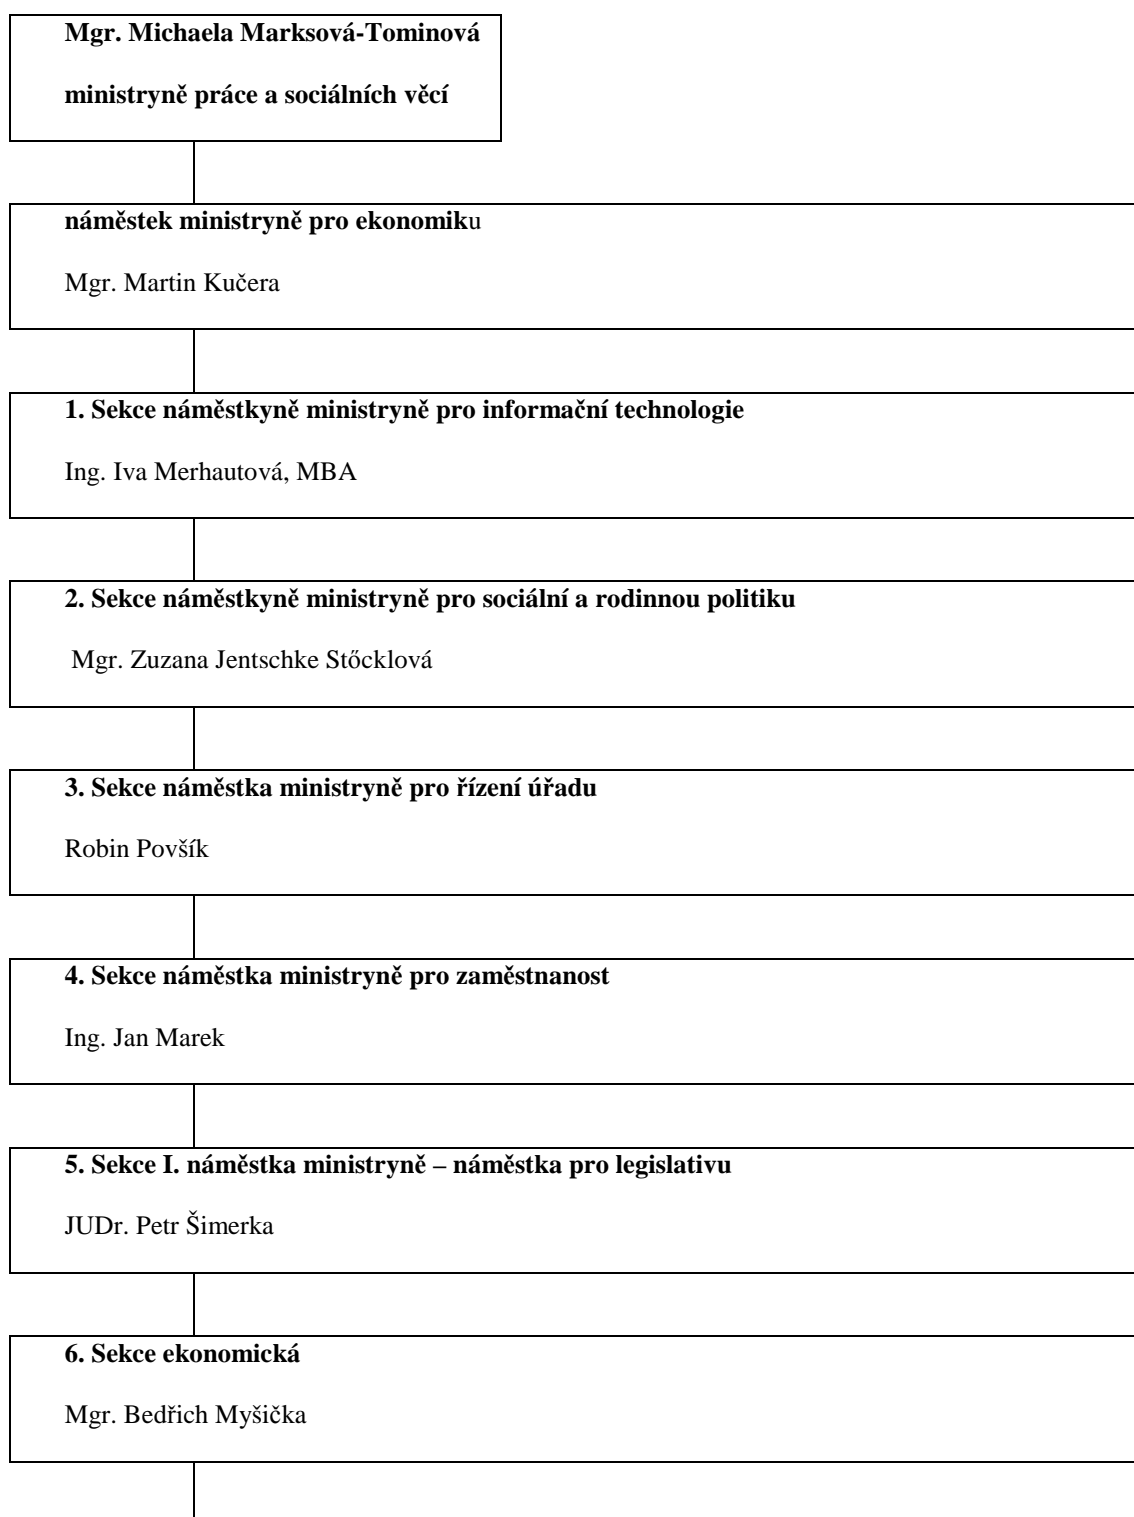 Mgr. Michaela Marksová-Tominová
ministryně práce a sociálních věcí
náměstek ministryně pro ekonomiku
Mgr. Martin Kučera
1. Sekce náměstkyně ministryně pro informační technologie
Ing. Iva Merhautová, MBA
2. Sekce náměstkyně ministryně pro sociální a rodinnou politiku
Mgr. Zuzana Jentschke Stőcklová
3. Sekce náměstka ministryně pro řízení úřadu
Robin Povšík
4. Sekce náměstka ministryně pro zaměstnanost
Ing. Jan Marek
5. Sekce I. náměstka ministryně – náměstka pro legislativu
JUDr. Petr Šimerka
6. Sekce ekonomická
Mgr. Bedřich Myšička